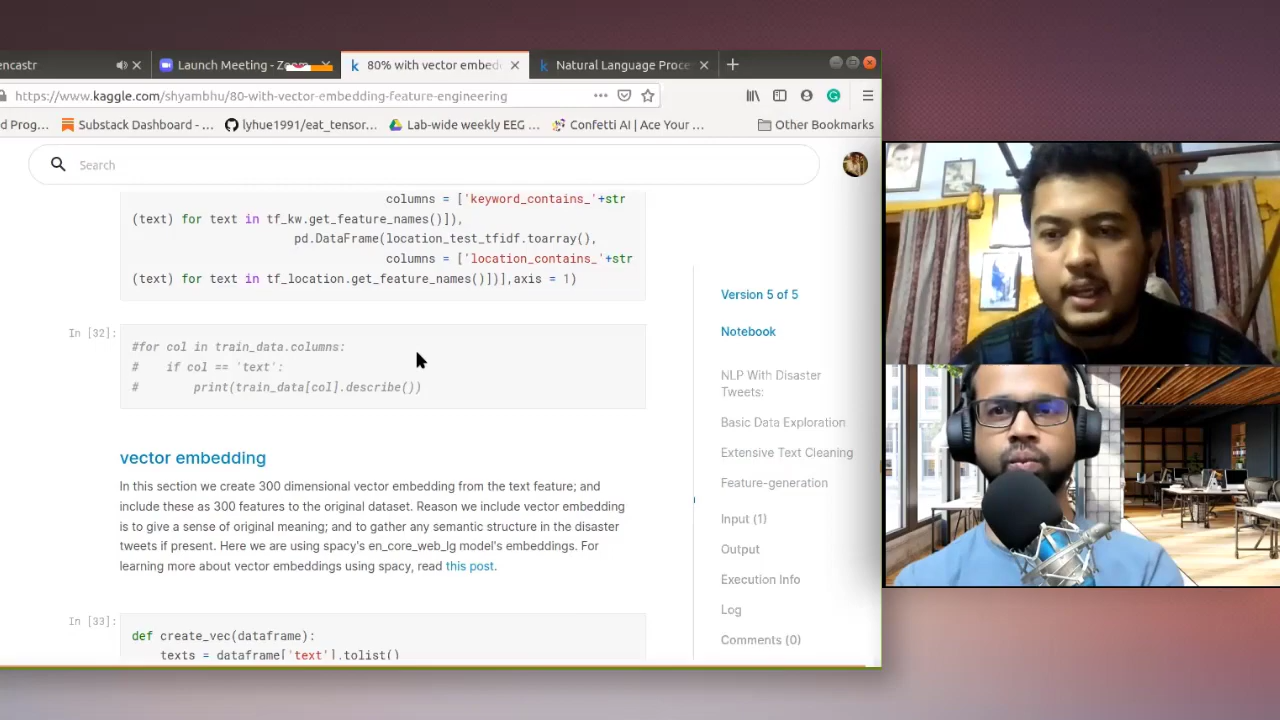 encastr
Launch Meeting - Zoom
80% with vector embed
Natural Language Proce
https://www.kaggle.com/siyambhu/80-with-vector-embedding-feature-engineering
d Prog...
Substack Dashboard - ...
lyhue1991/eat_tensor...
Lab-wide weekly EEG ...
Confetti AI | Ace Your ...
Other Bookmarks
Search
columns = ['keyword_contains_'+str
(text) for text in tf_kw.get_feature_names()]),
pd.DataFrame(location_test_tfidf.toarray(),
columns = ['location_contains_'+str
(text) for text in tf_location.get_feature_names()])],axis = 1)
In [32]:
#for col in train_data.columns:
#    if col == 'text':
#        print(train_data[col].describe())
vector embedding
In this section we create 300 dimensional vector embedding from the text feature; and
include these as 300 features to the original dataset. Reason we include vector embedding
is to give a sense of original meaning; and to gather any semantic structure in the disaster
tweets if present. Here we are using spacy's en_core_web_lg model's embeddings. For
learning more about vector embeddings using spacy, read this post.
In [33]:
def create_vec(dataframe):
texts = dataframe['text'].tolist()
Version 5 of 5
Notebook
NLP With Disaster
Tweets:
Basic Data Exploration
Extensive Text Cleaning
Feature-generation
Input (1)
Output
Execution Info
Log
Comments (0)